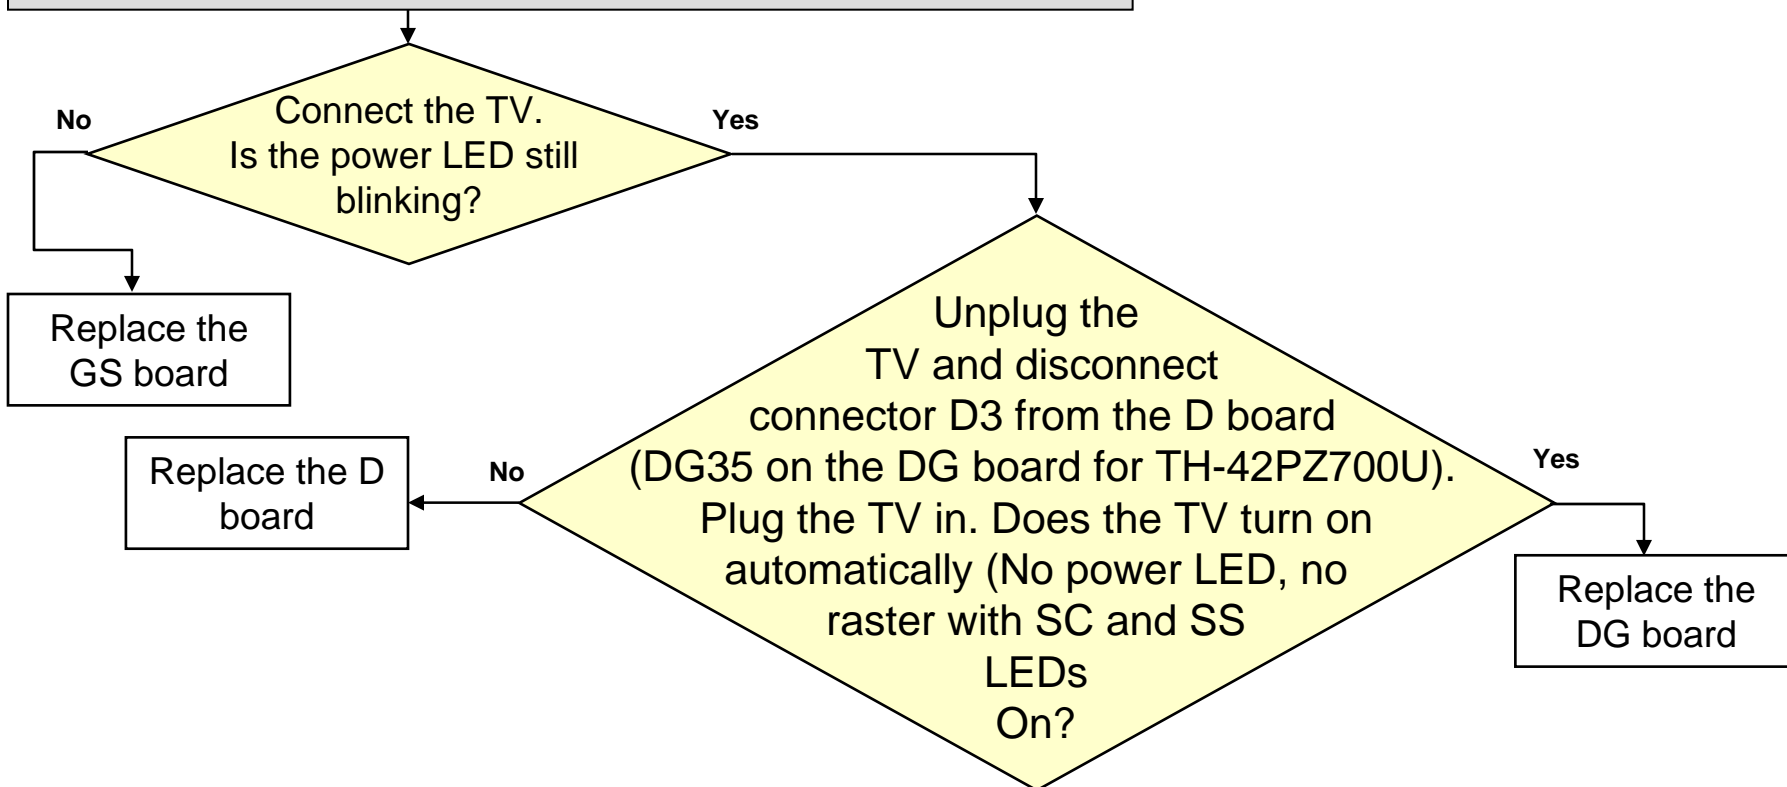 No
Connect the TV.
Is the power LED still
blinking?
Yes
Replace the
GS board
Unplug the
TV and disconnect
connector D3 from the D board
(DG35 on the DG board for TH-42PZ700U).
Plug the TV in. Does the TV turn on
automatically (No power LED, no
raster with SC and SS
LEDs
On?
No
Replace the D
board
Yes
Replace the
DG board